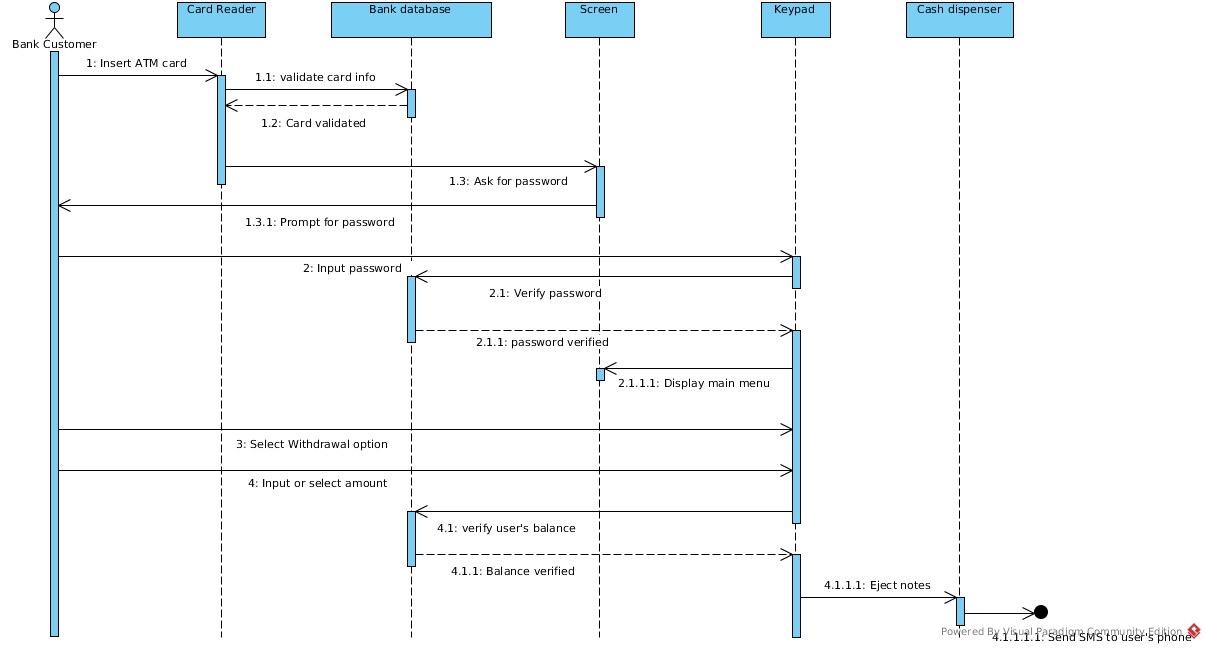 Card Reader
Bank database
Screen
Keypad
Cash dispenser
Bank Customer
1: Insert ATM card
1.1: validate card info
1.2: Card validated
1.3: Ask for password
1.3.1: Prompt for password
2: Input password
2.1: Verify password
2.1.1: password verified
2.1.1.1: Display main menu
3: Select Withdrawal option
4: Input or select amount
4.1: verify user's balance
4.1.1: Balance verified
4.1.1.1: Eject notes
Powered By Visual Paradigm Community Edition
4.1.1.1.1: Send SMS to user's phone